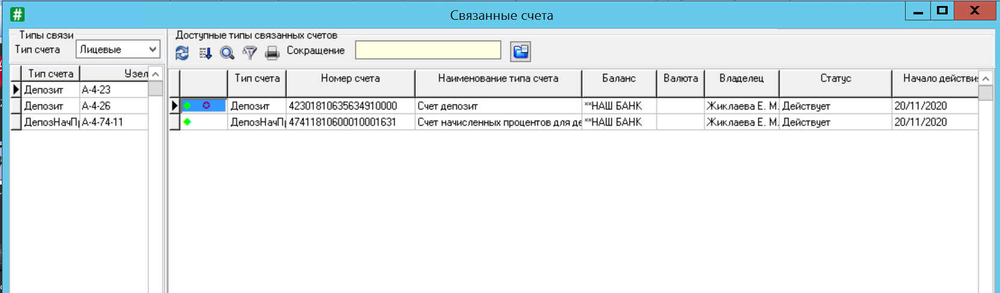 Связанные счета
Типы связи
Тип счета Лицевые
Тип счета Узел
Депозит А-4-23
Депозит А-4-26
ДепозНачПр А-4-74-11
Доступные типы связанных счетов
Сокращение
Тип счета Номер счета Наименование типа счета Баланс Валюта Владелец Статус Начало действия
Депозит 42301810635634910000 Счет депозит **НАШ БАНК Жиклаева Е. М. Действует 20/11/2020
ДепозНачПр 47411810600010001631 Счет начисленных процентов для де **НАШ БАНК Жиклаева Е. М. Действует 20/11/2020